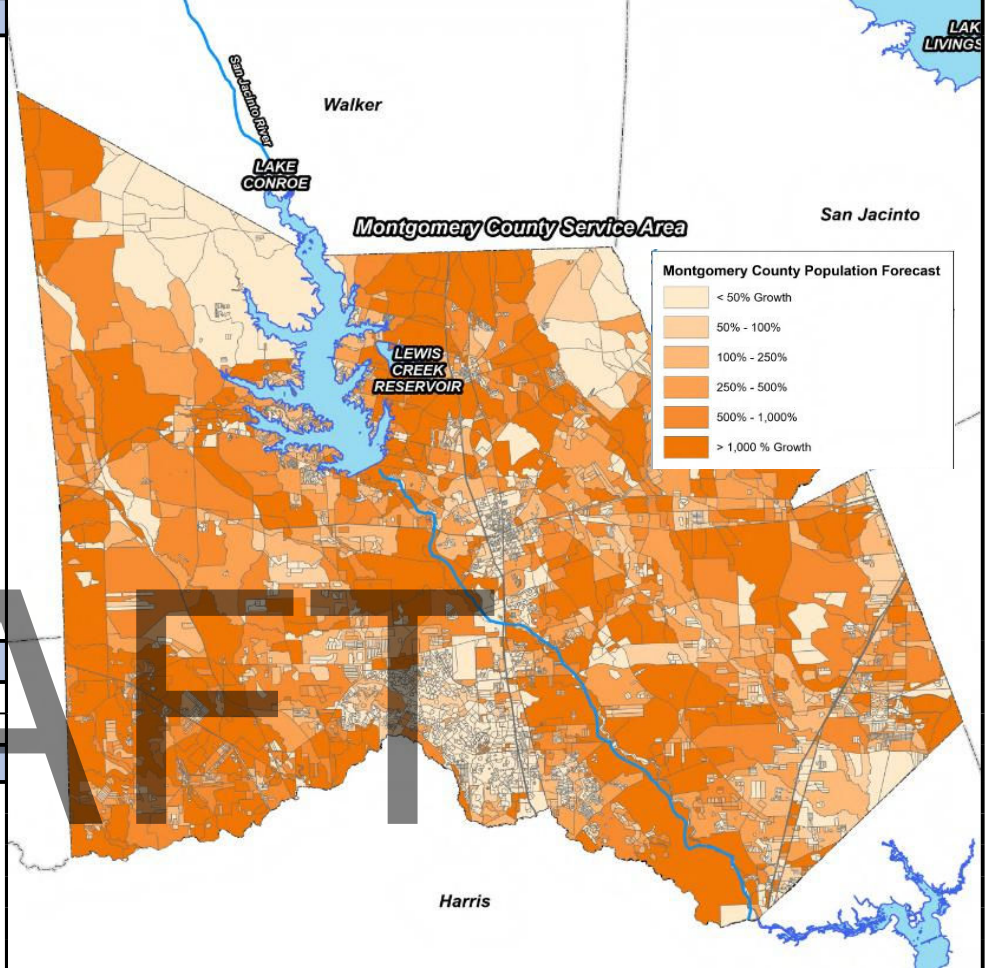 LAK
LIVINGS
San Jacinto River
Walker
LAKE
CONROE
San Jacinto
Montgomery County Service Area
Montgomery County Population Forecast
< 50% Growth
50% - 100%
100% - 250%
250% - 500%
500% - 1,000%
> 1,000 % Growth
LEWIS
CREEK
RESERVOIR
AFT
Harris